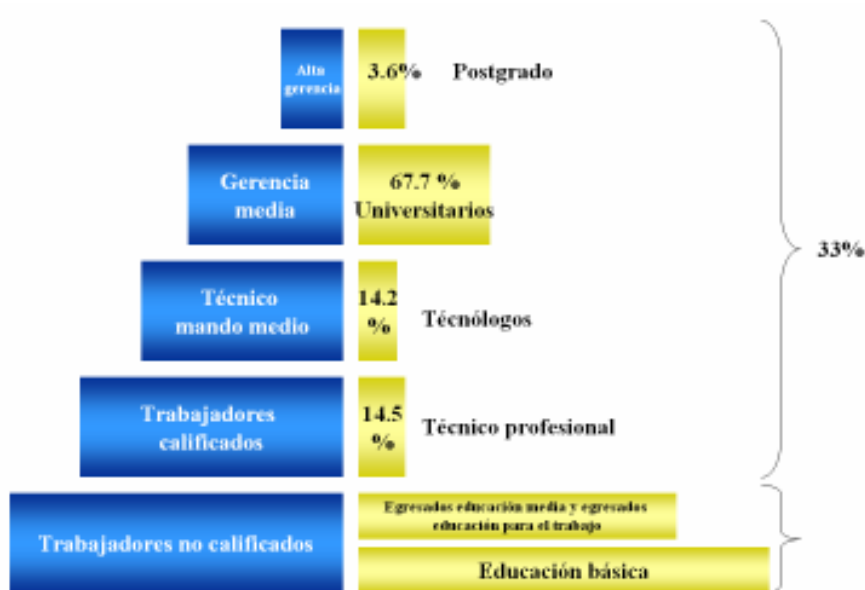 Alta
gerencia
3.6%
Postgrado
Gerencia
media
67.7 %
Universitarios
33%
Técnico
mando medio
14.2
%
Técnólogos
Trabajadores
calificados
14.5
%
Técnico profesional
Trabajadores no calificados
Egresados educación media y egresados
educación para el trabajo
Educación básica